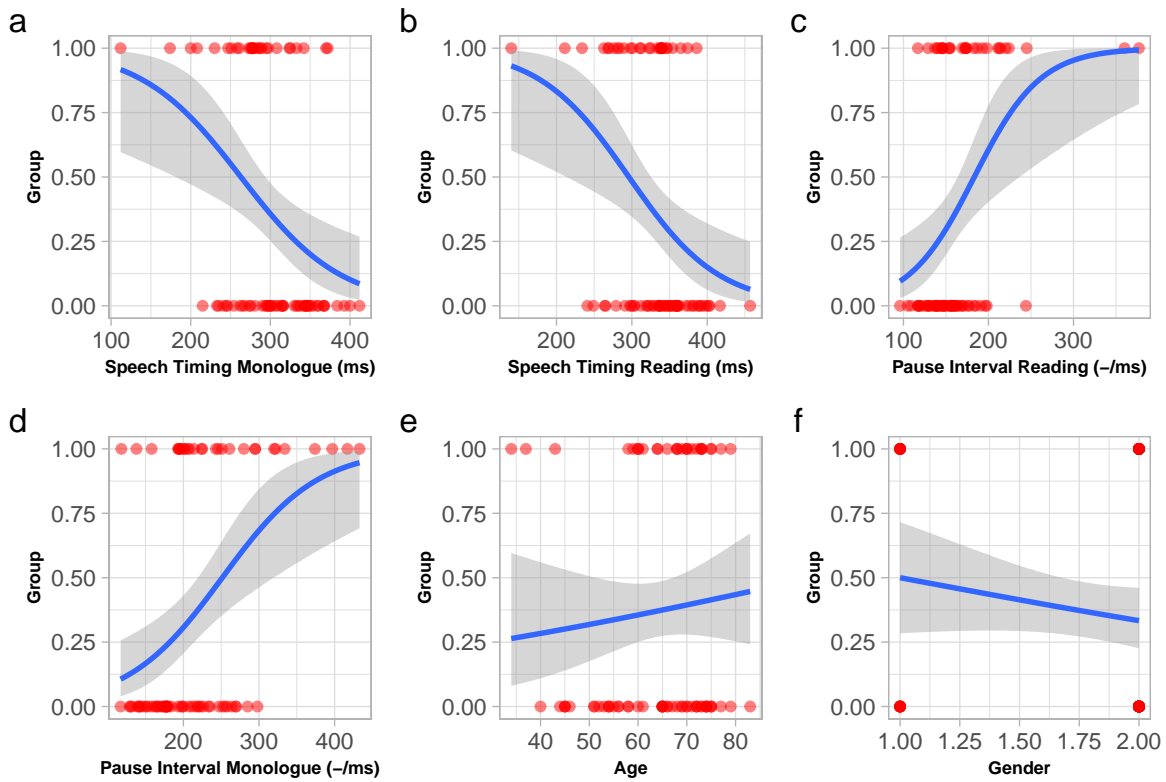 a
b
c
1.00
0.75
0.50
0.25
0.00
Group
100
200
300
400
Speech Timing Monologue (ms)
1.00
0.75
0.50
0.25
0.00
Group
200
300
400
Speech Timing Reading (ms)
1.00
0.75
0.50
0.25
0.00
Group
100
200
300
Pause Interval Reading (−/ms)
d
e
f
1.00
0.75
0.50
0.25
0.00
Group
200
300
400
Pause Interval Monologue (−/ms)
1.00
0.75
0.50
0.25
0.00
Group
40
50
60
70
80
Age
1.00
0.75
0.50
0.25
0.00
Group
1.00
1.25
1.50
1.75
2.00
Gender